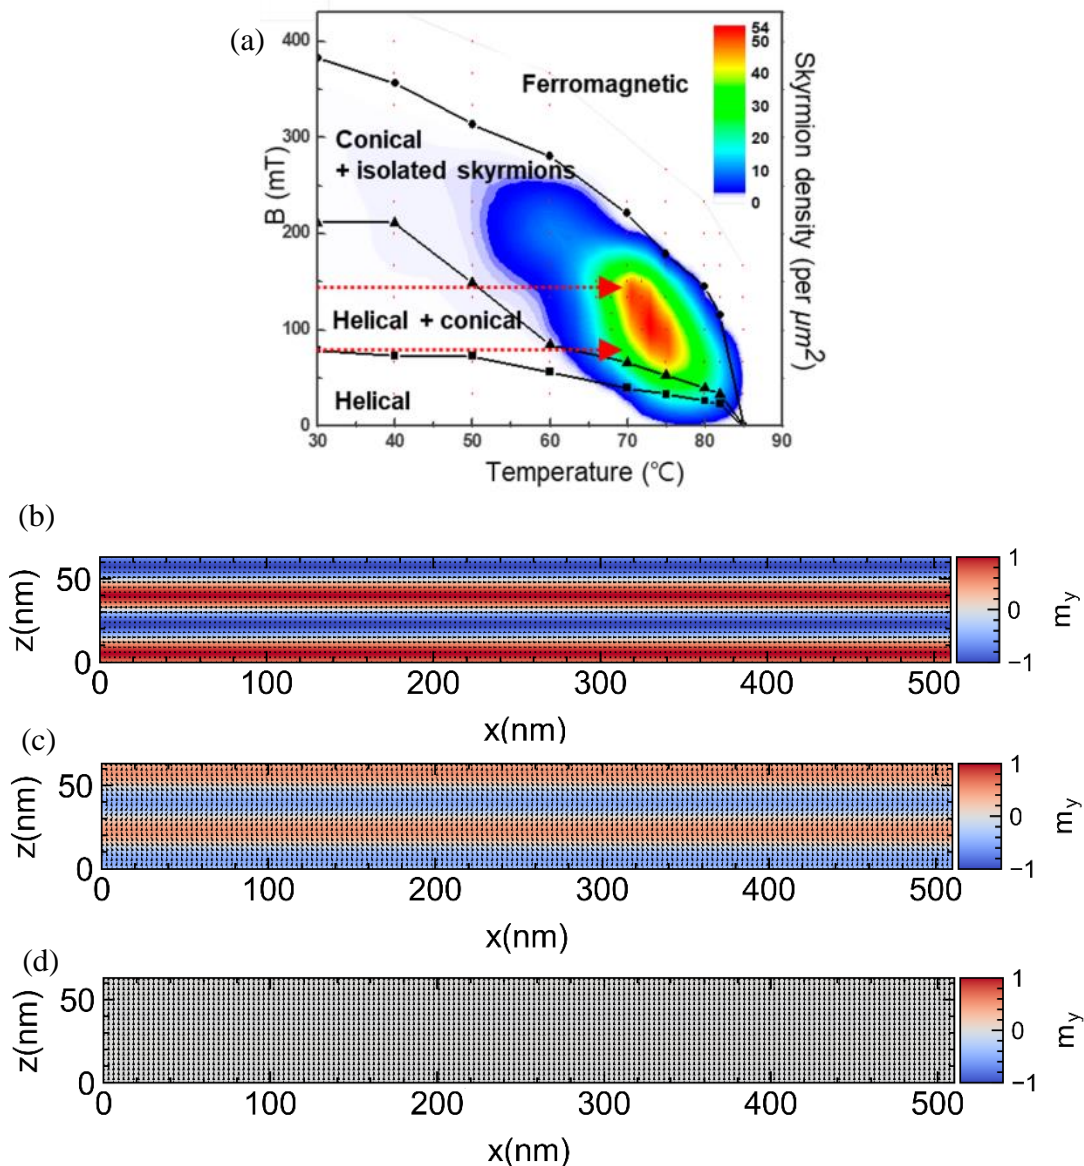 (a)
400
300
200
100
0
B (mT)
30 40 50 60 70 80 90
Temperature (℃)
Ferromagnetic
Conical
+ isolated skyrmions
Helical + conical
Helical
54
50
40
30
20
10
0
Skyrmion density (per μm²)
(b)
z(nm)
50
0
0 100 200 300 400 500
x(nm)
1
0
−1
m_y
(c)
z(nm)
50
0
0 100 200 300 400 500
x(nm)
1
0
−1
m_y
(d)
z(nm)
50
0
0 100 200 300 400 500
x(nm)
1
0
−1
m_y